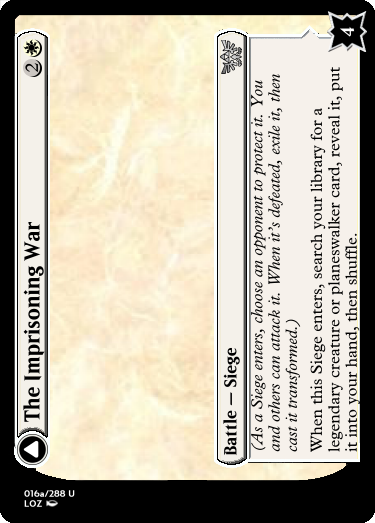 The Imprisoning War
2
Battle — Siege
(As a Siege enters, choose an opponent to protect it. You
and others can attack it. When it's defeated, exile it, then
cast it transformed.)
When this Siege enters, search your library for a
legendary creature or planeswalker card, reveal it, put
it into your hand, then shuffle.
4
016a/288 U
LOZ